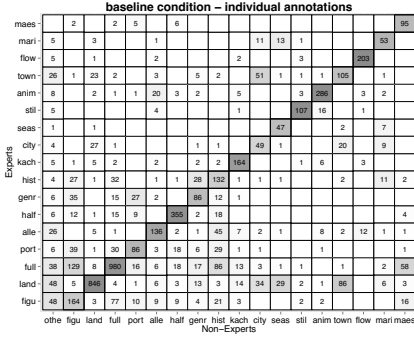 baseline condition − individual annotations
Experts
maes 2 2 5 6 95
mari 5 3 1 11 13 1 53
flow 5 1 2 2 3 203
town 26 1 23 2 3 5 2 51 1 1 1 105 1
anim 8 2 1 1 20 3 2 5 3 286 3 2
stil 5 4 1 107 16 1
seas 1 1 47 2 7
city 4 27 1 1 1 49 1 20 9
kach 5 1 5 2 2 2 2 164 1 6 3
hist 4 27 1 32 1 28 132 1 1 1 2 11 2
genr 6 35 15 27 2 86 12 1
half 6 12 1 15 9 355 2 18 4
alle 26 5 1 136 2 1 45 7 2 1 8 2 12 1 1
port 6 39 1 30 86 3 18 6 29 1 1 1 1
full 38 129 8 980 16 6 18 17 86 13 3 1 1 1 2 58
land 48 5 846 4 1 6 3 13 3 14 34 29 2 1 86 6 3
figu 48 164 3 77 10 9 9 4 21 3 2 2 16
othe figu land full port alle half genr hist kach city seas stil anim town flow mari maes
Non−Experts